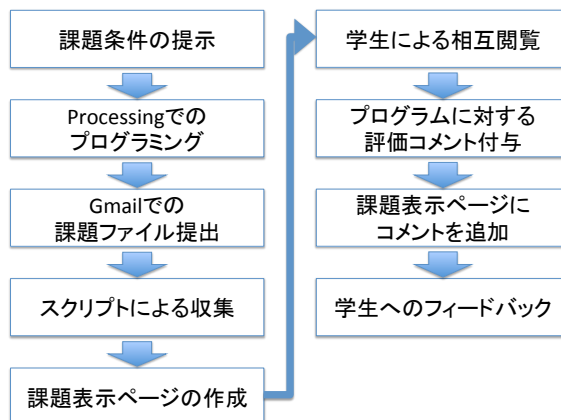 課題条件の提示
Processingでの
プログラミング
Gmailでの
課題ファイル提出
スクリプトによる収集
課題表示ページの作成
学生による相互閲覧
プログラムに対する
評価コメント付与
課題表示ページに
コメントを追加
学生へのフィードバック